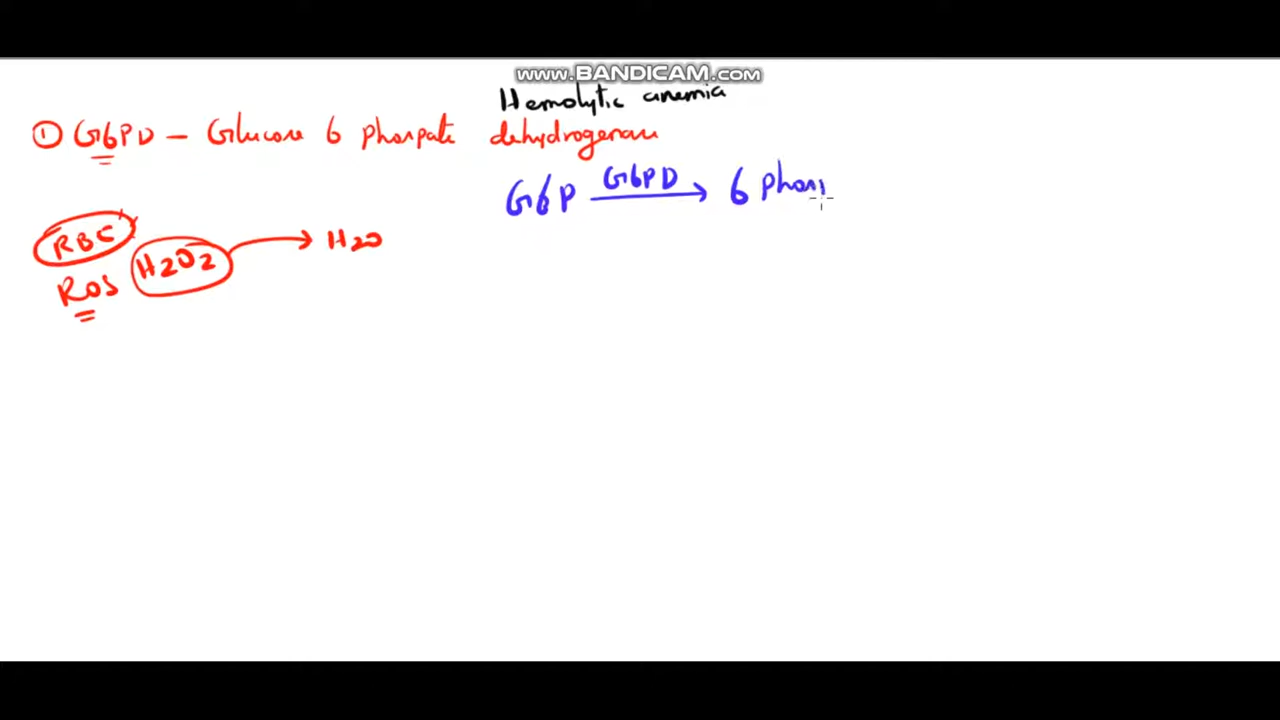 www.BANDICAM.com
Hemolytic anemia
① G6PD - Glucose 6 phospate dehydrogenase
G6P G6PD 6 phos
RBC
H2O2 H2O
ROS